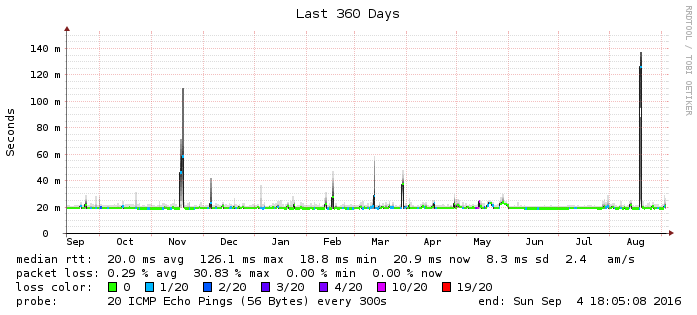 Last 360 Days
RRDTOOL / TOBI OETIKER
Seconds
140 m
120 m
100 m
80 m
60 m
40 m
20 m
0
Sep Oct Nov Dec Jan Feb Mar Apr May Jun Jul Aug
median rtt: 20.0 ms avg 126.1 ms max 18.8 ms min 20.9 ms now 8.3 ms sd 2.4 am/s
packet loss: 0.29 % avg 30.83 % max 0.00 % min 0.00 % now
loss color: 0 1/20 2/20 3/20 4/20 10/20 19/20
probe: 20 ICMP Echo Pings (56 Bytes) every 300s end: Sun Sep 4 18:05:08 2016